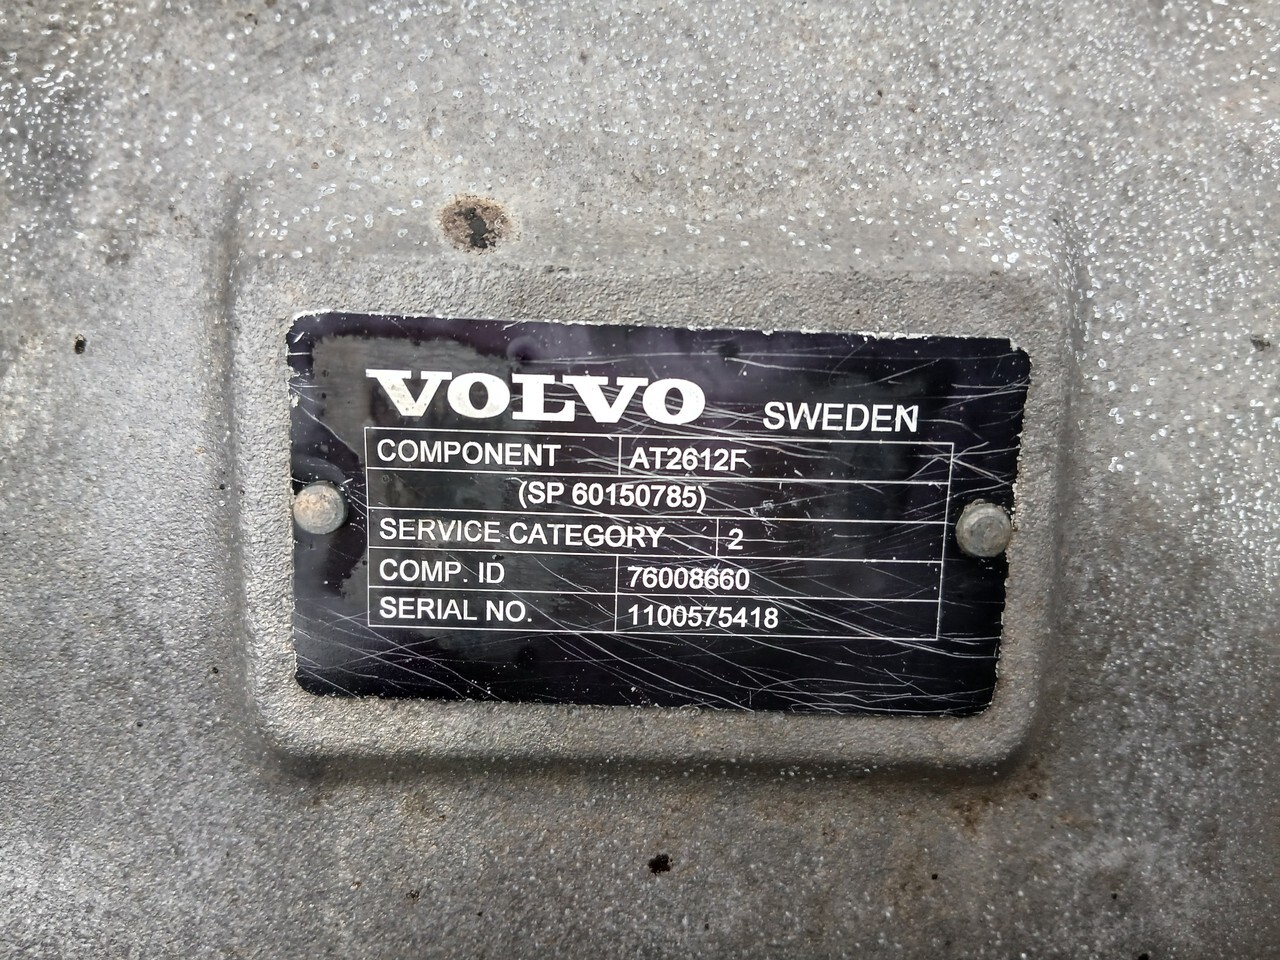 VOLVO SWEDEN
COMPONENT AT2612F
(SP 60150785)
SERVICE CATEGORY 2
COMP. ID 76008660
SERIAL NO. 1100575418